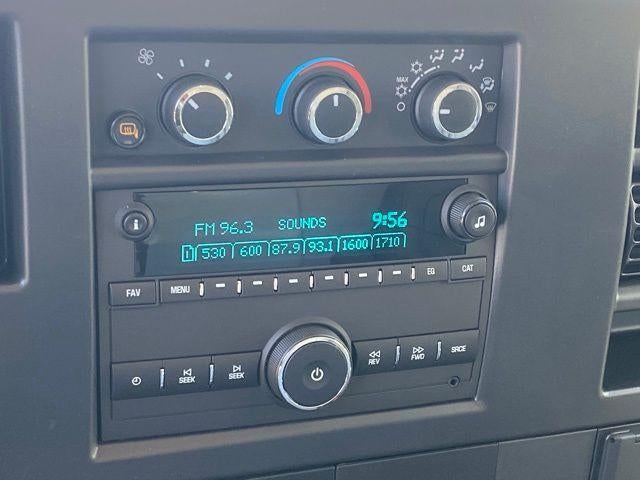 MAX
FM 96.3 SOUNDS 9:56
1 530 600 87.9 93.1 1600 1710
FAV MENU EQ CAT
SEEK SEEK REV FWD SRCE